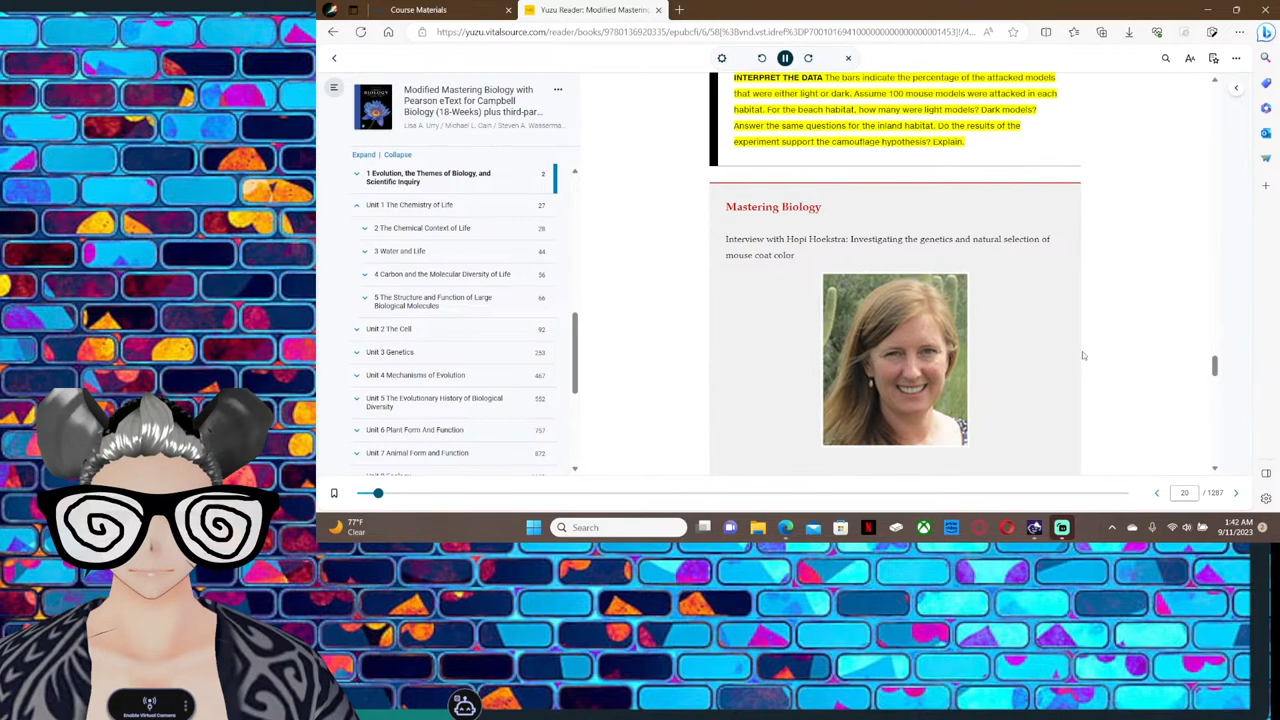 Course Materials
Yuzu Reader: Modified Mastering
https://yuzu.vitalsource.com/reader/books/9780136920335/epubcfi/6/58[%3Bvnd.vst.idref%3DP7001016941000000000000000001453]!/4...
Modified Mastering Biology with
Pearson eText for Campbell
Biology (18-Weeks) plus third-par...
Lisa A. Urry / Michael L. Cain / Steven A. Wasserma...
Expand | Collapse
1 Evolution, the Themes of Biology, and
Scientific Inquiry 2
Unit 1 The Chemistry of Life 27
2 The Chemical Context of Life 28
3 Water and Life 44
4 Carbon and the Molecular Diversity of Life 56
5 The Structure and Function of Large
Biological Molecules 66
Unit 2 The Cell 92
Unit 3 Genetics 253
Unit 4 Mechanisms of Evolution 467
Unit 5 The Evolutionary History of Biological
Diversity 552
Unit 6 Plant Form And Function 757
Unit 7 Animal Form and Function 872
INTERPRET THE DATA The bars indicate the percentage of the attacked models
that were either light or dark. Assume 100 mouse models were attacked in each
habitat. For the beach habitat, how many were light models? Dark models?
Answer the same questions for the inland habitat. Do the results of the
experiment support the camouflage hypothesis? Explain.
Mastering Biology
Interview with Hopi Hoekstra: Investigating the genetics and natural selection of
mouse coat color
20 / 1287
77°F
Clear
Search
1:42 AM
9/11/2023
Enable Virtual Camera